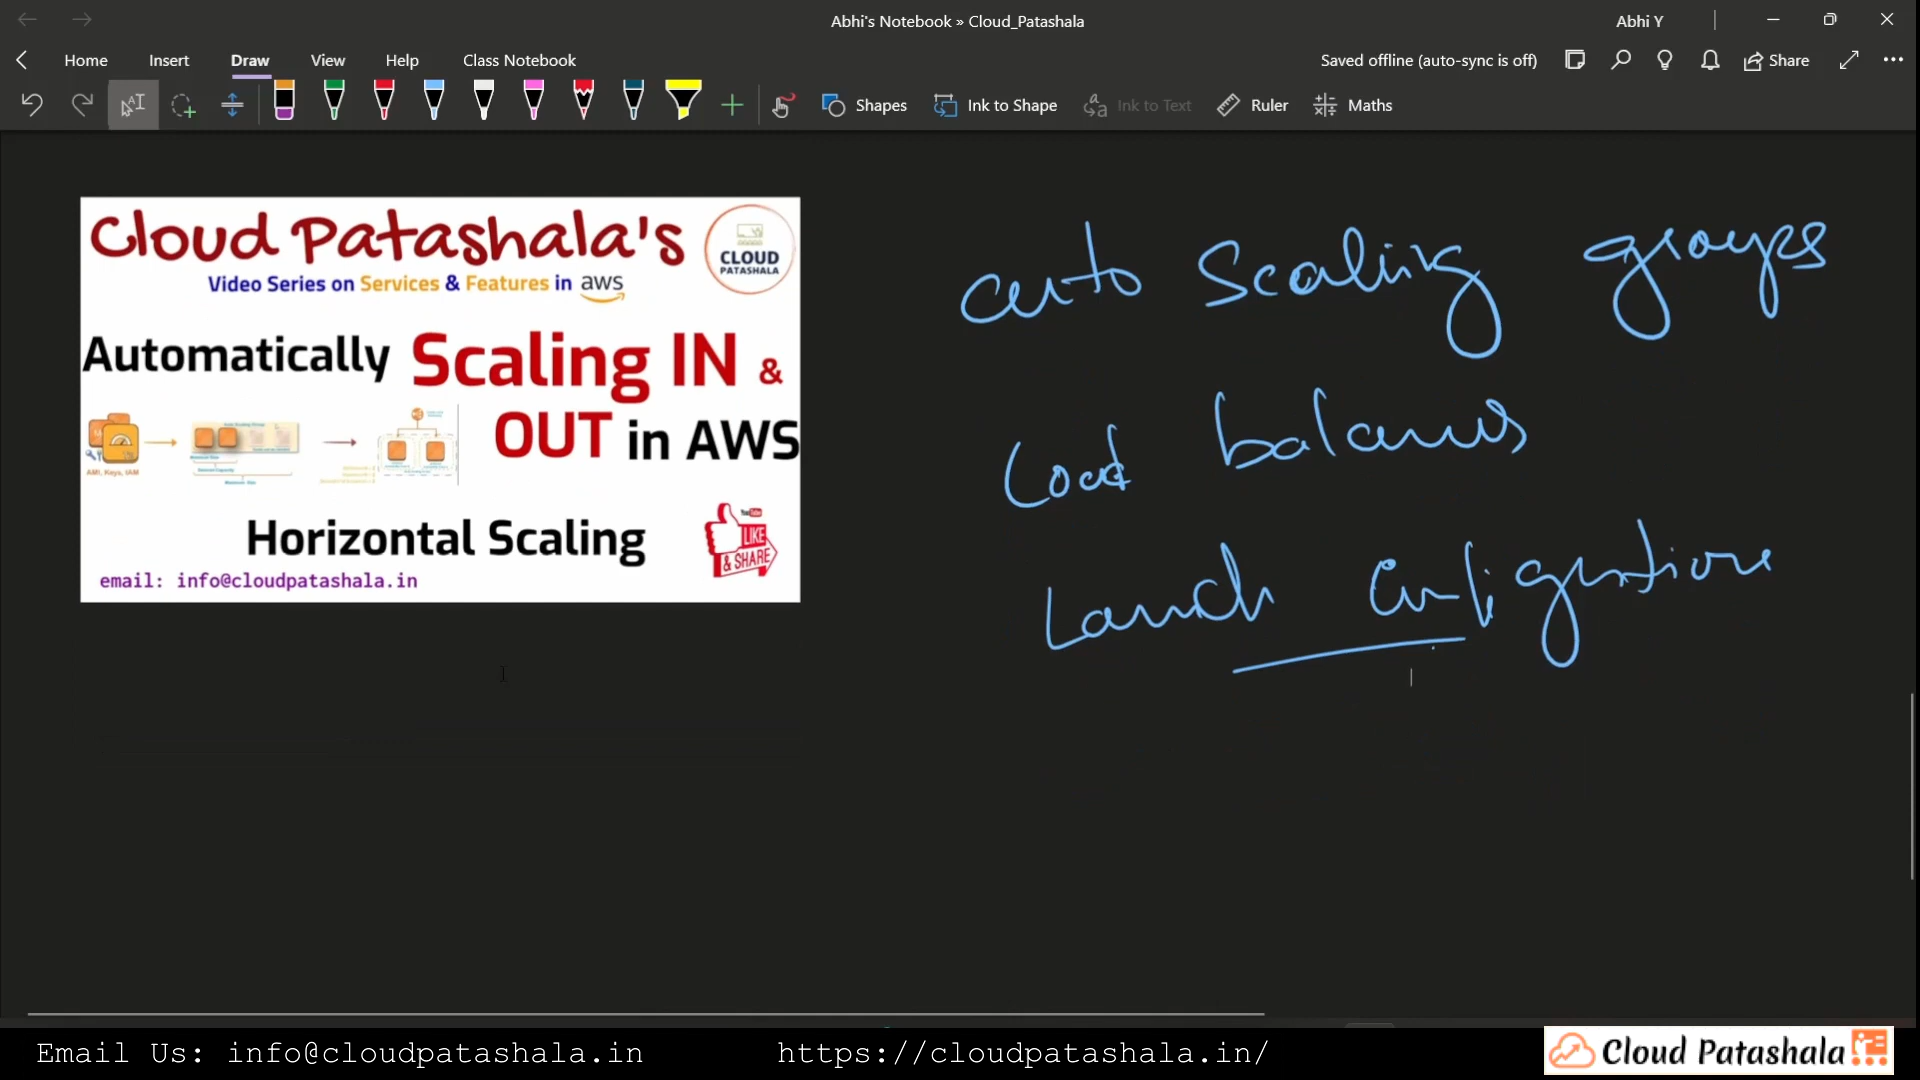 Abhi's Notebook » Cloud_Patashala
Abhi Y
Home Insert Draw View Help Class Notebook
Saved offline (auto-sync is off)
Share
Shapes Ink to Shape Ink to Text Ruler Maths
Cloud Patashala's
CLOUD
PATASHALA
Video Series on Services & Features in aws
Automatically Scaling IN &
OUT in AWS
AMI, Keys, IAM
Horizontal Scaling
LIKE
& SHARE
email: info@cloudpatashala.in
auto scaling groups
Load
Launch Configuration
Email Us: info@cloudpatashala.in
https://cloudpatashala.in/
Cloud Patashala